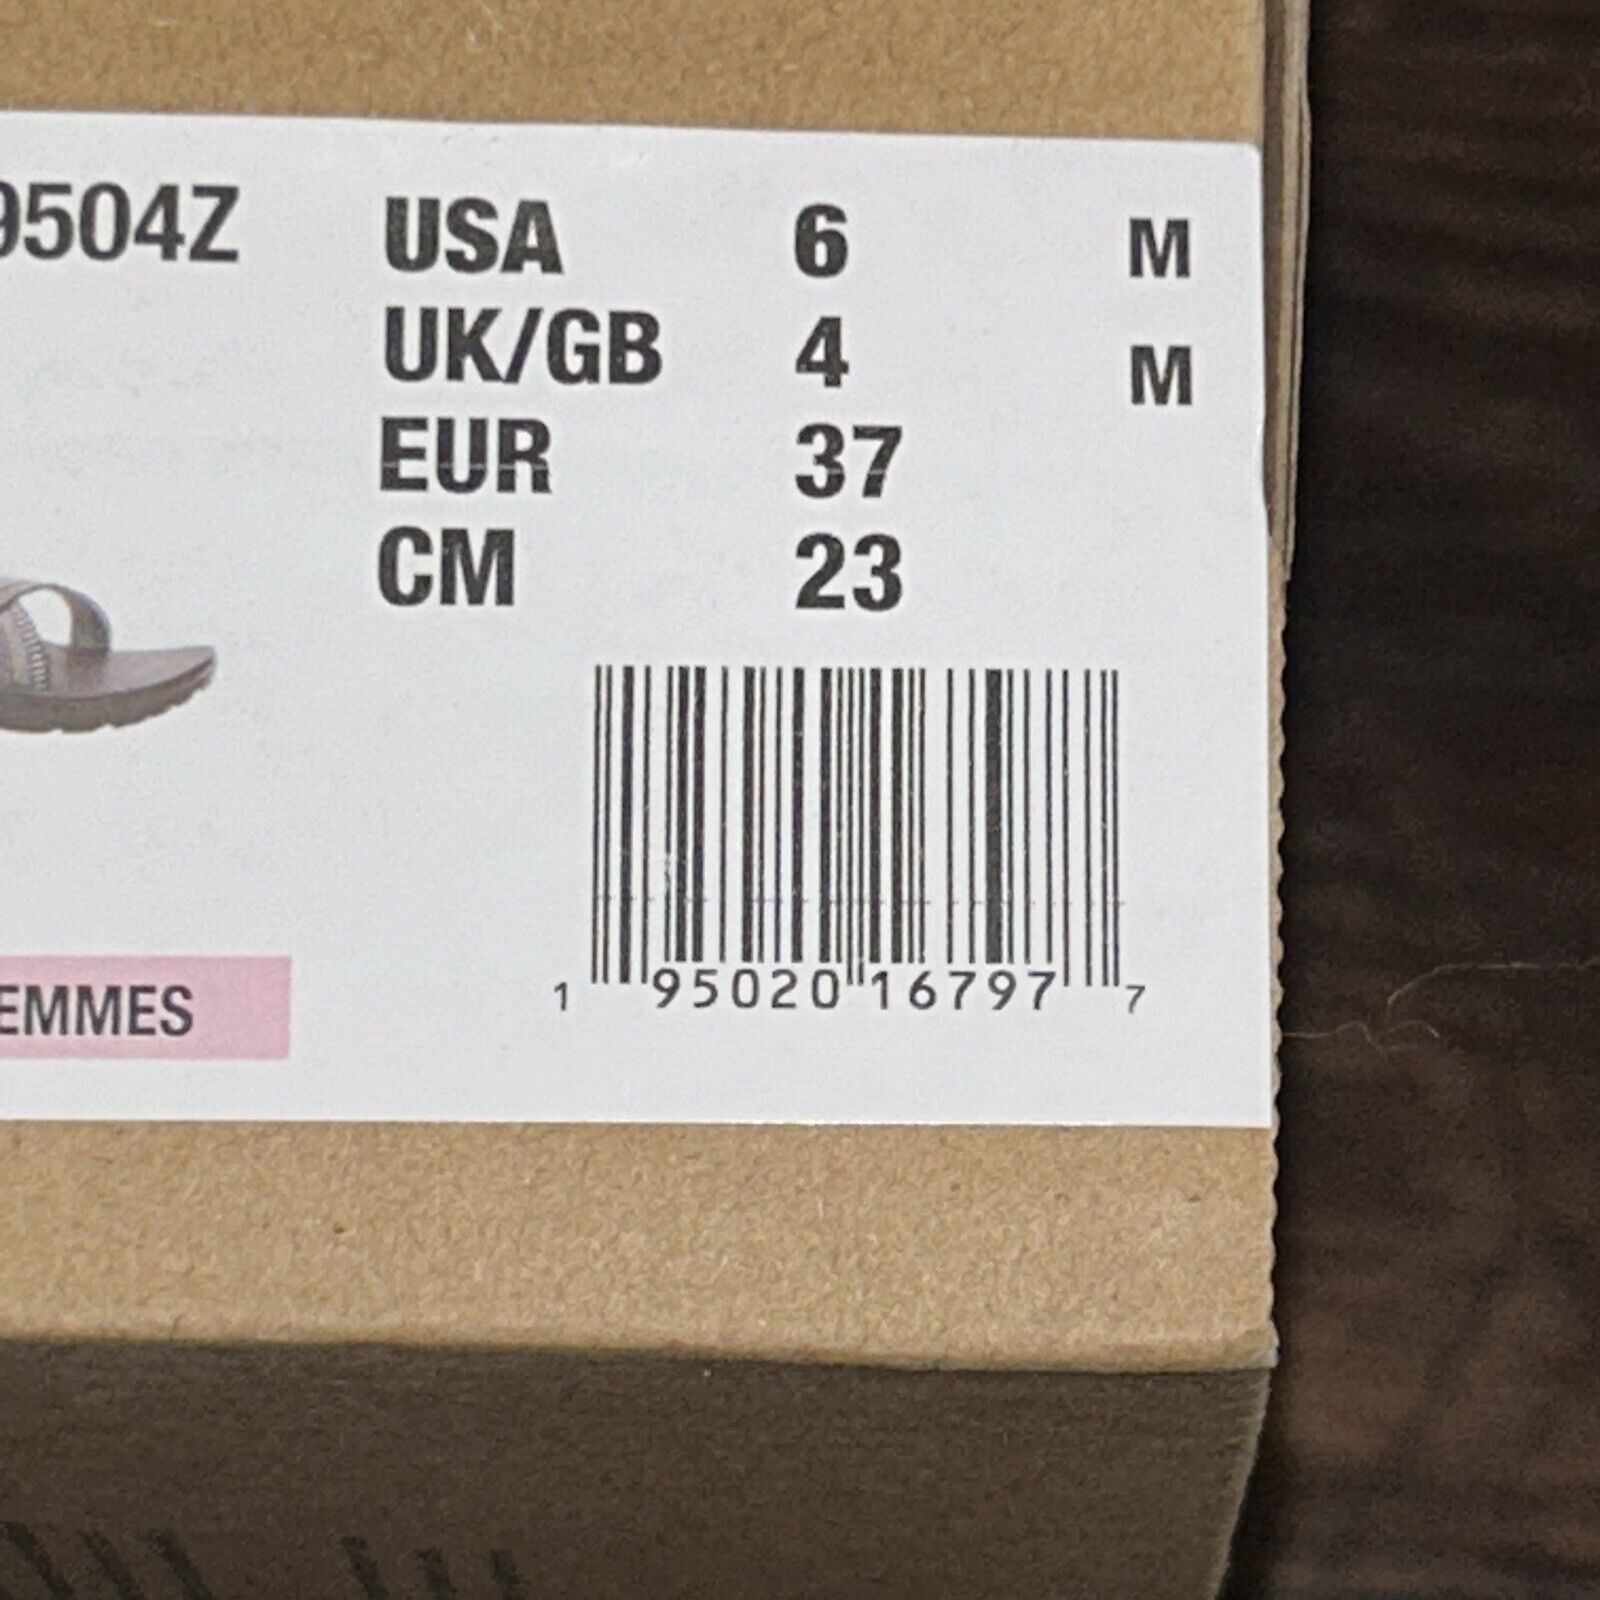 9504Z
USA 6 M
UK/GB 4 M
EUR 37
CM 23
1 95020 16797 7
EMMES